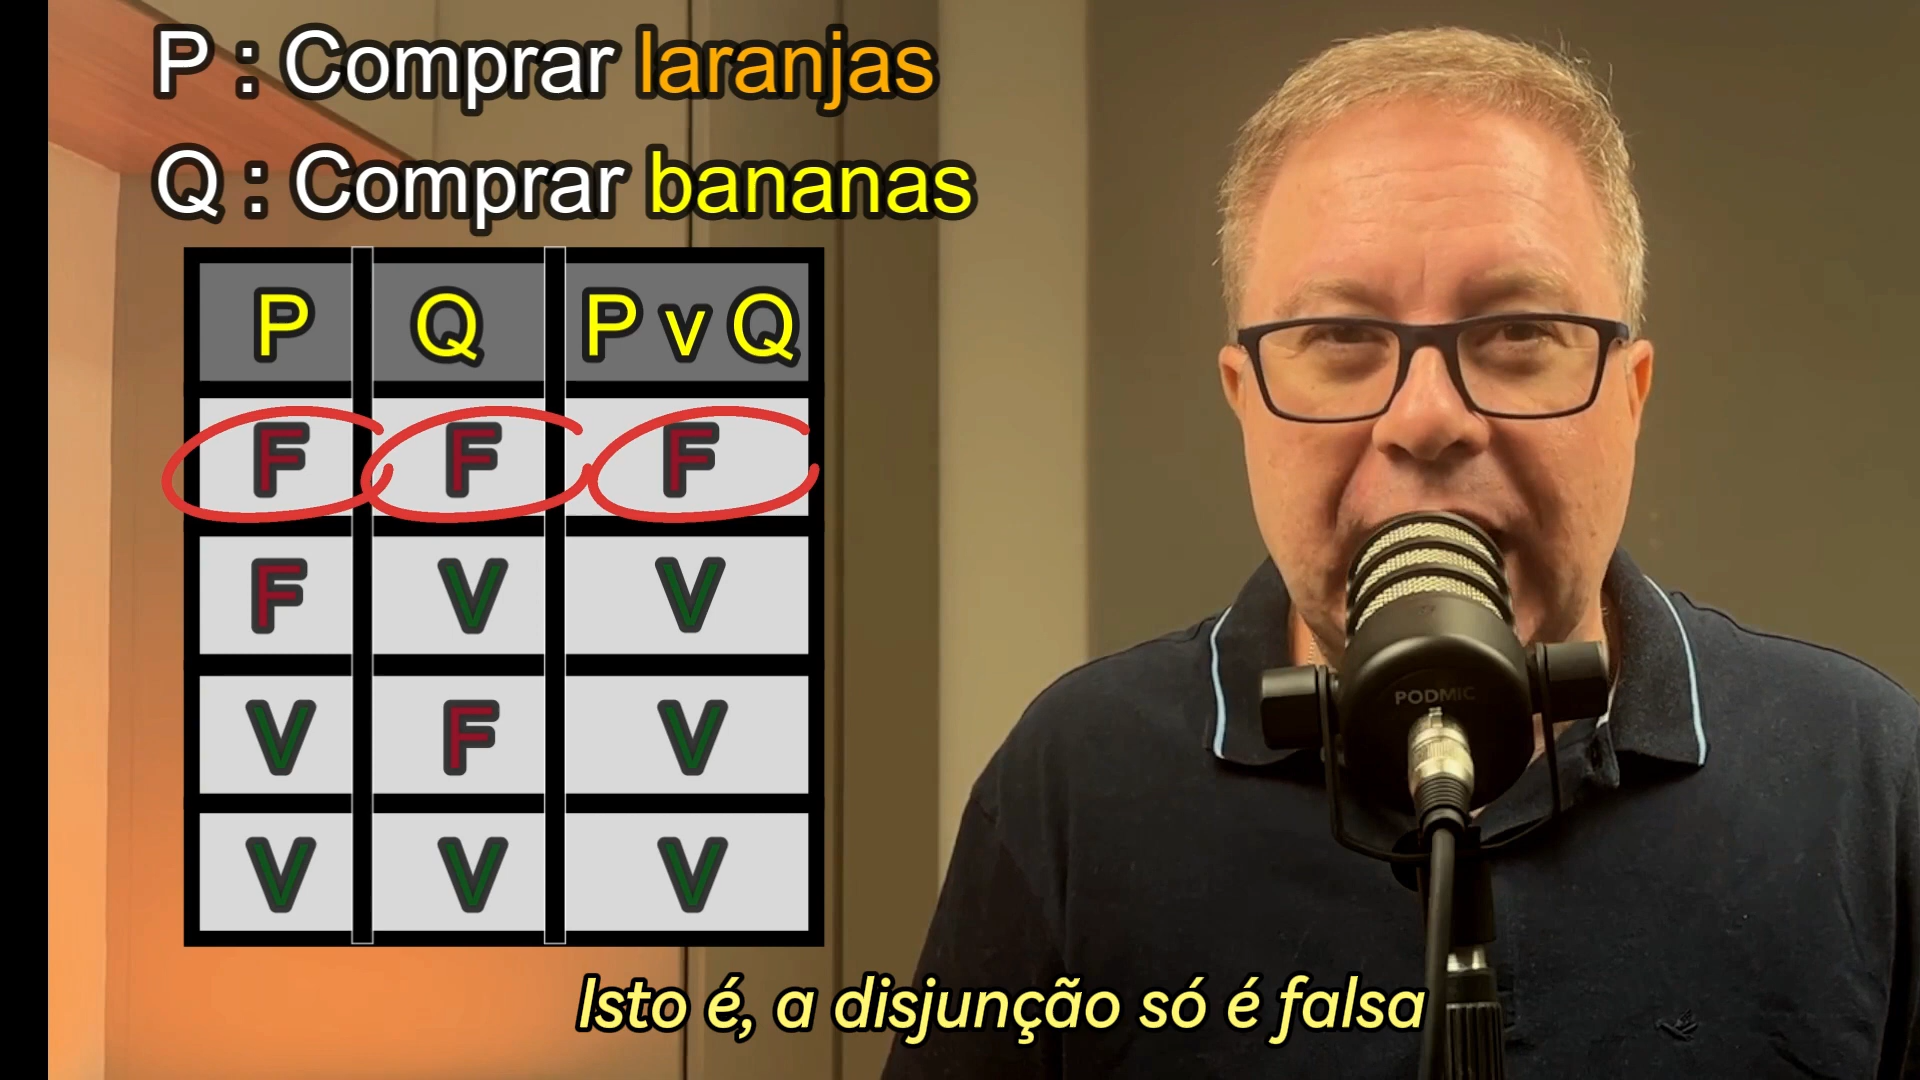 P : Comprar laranjas
Q : Comprar bananas
P Q P v Q
F F F
F V V
V F V
V V V
PODMIC
Isto é, a disjunção só é falsa